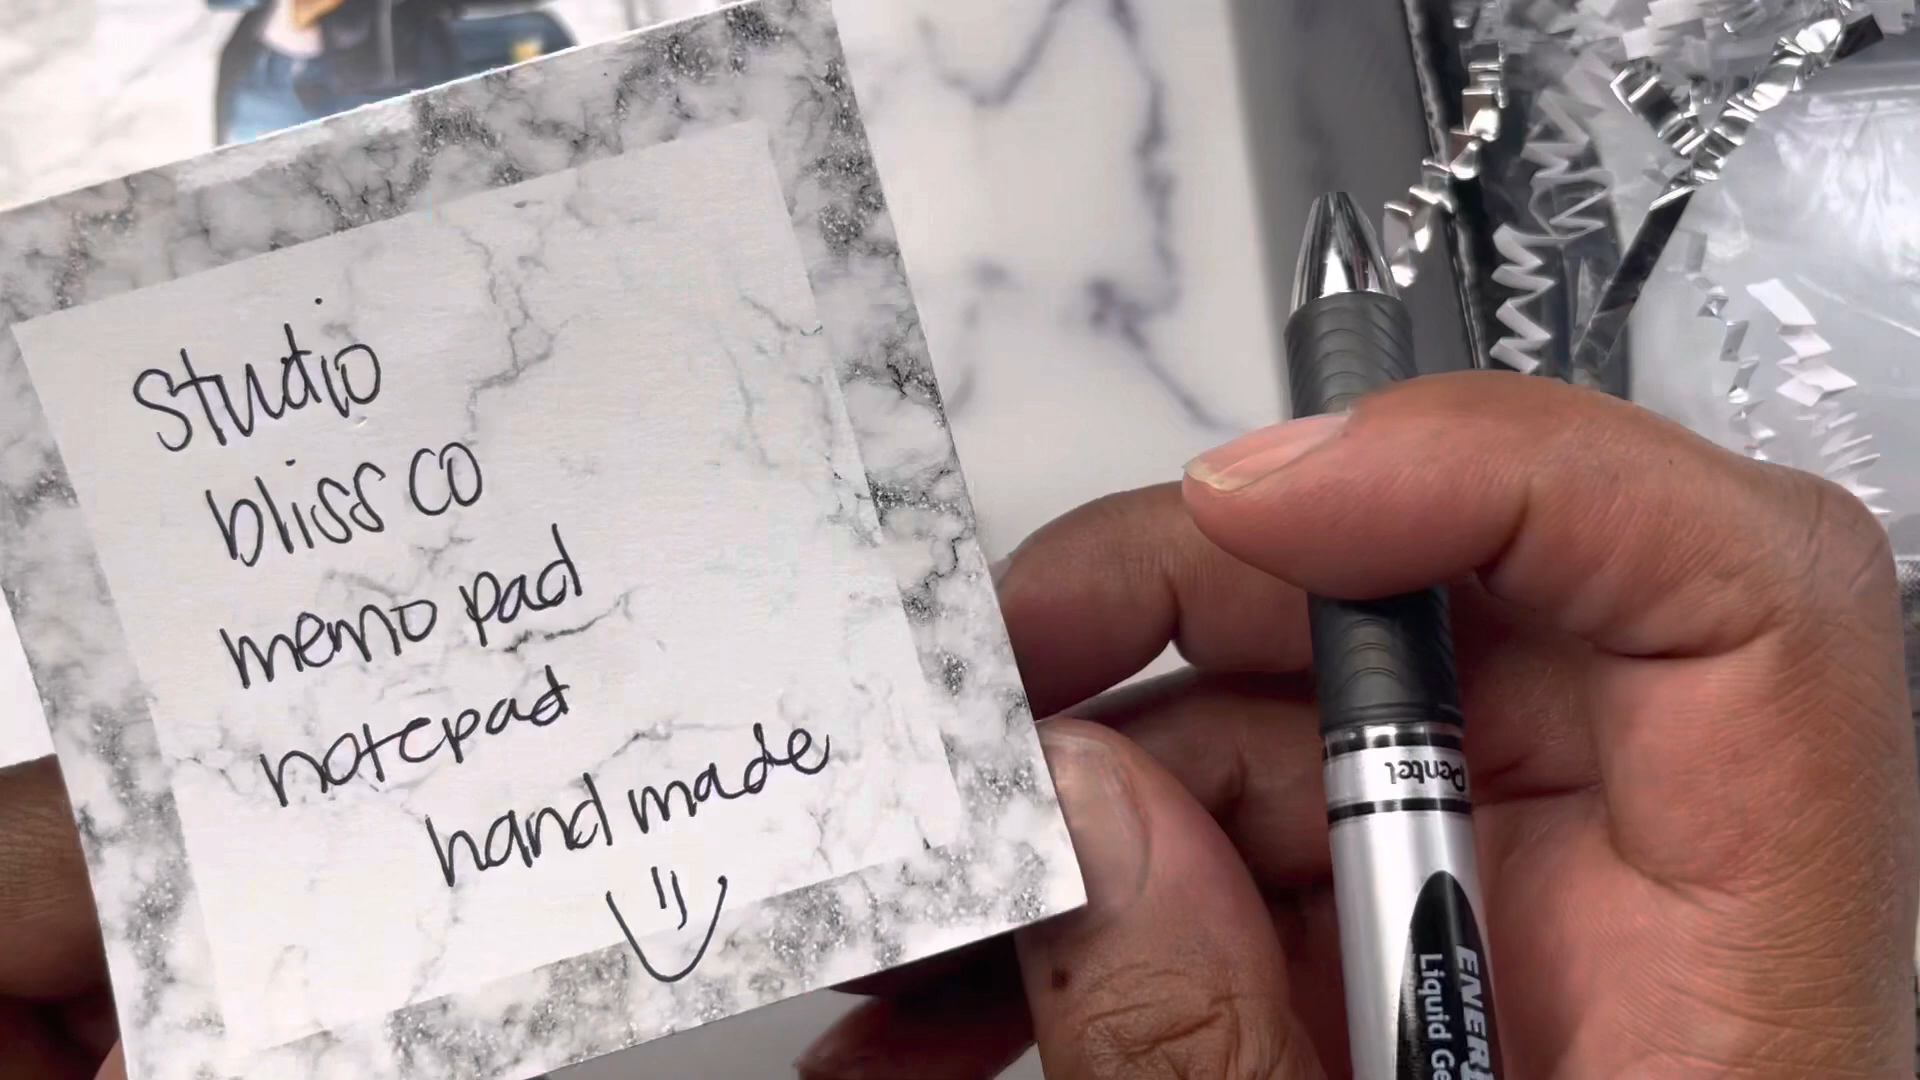 studio
bliss co
memo pad
notepad
hand made
Pentel
ENER
Liquid Ge